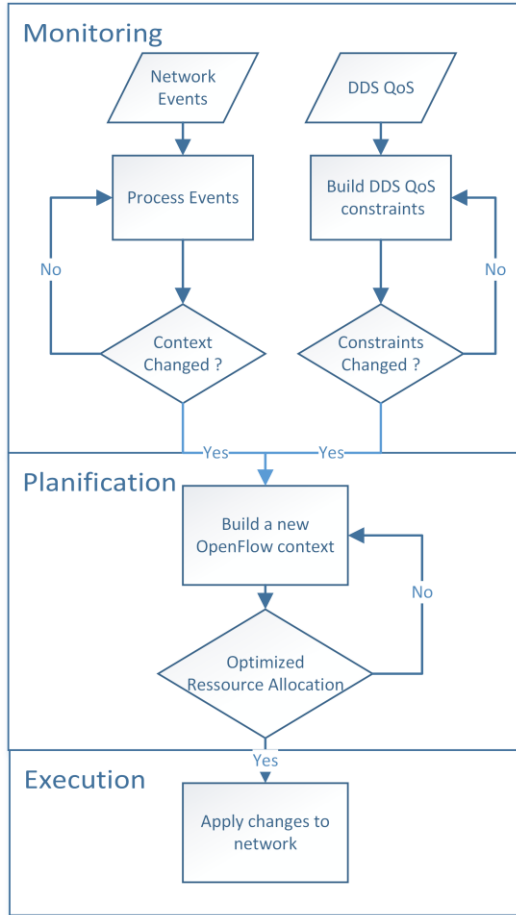 Monitoring
Network
Events
DDS QoS
Process Events
Build DDS QoS
constraints
No
No
Context
Changed ?
Constraints
Changed ?
Yes
Yes
Planification
Build a new
OpenFlow context
No
Optimized
Ressource Allocation
Yes
Execution
Apply changes to
network